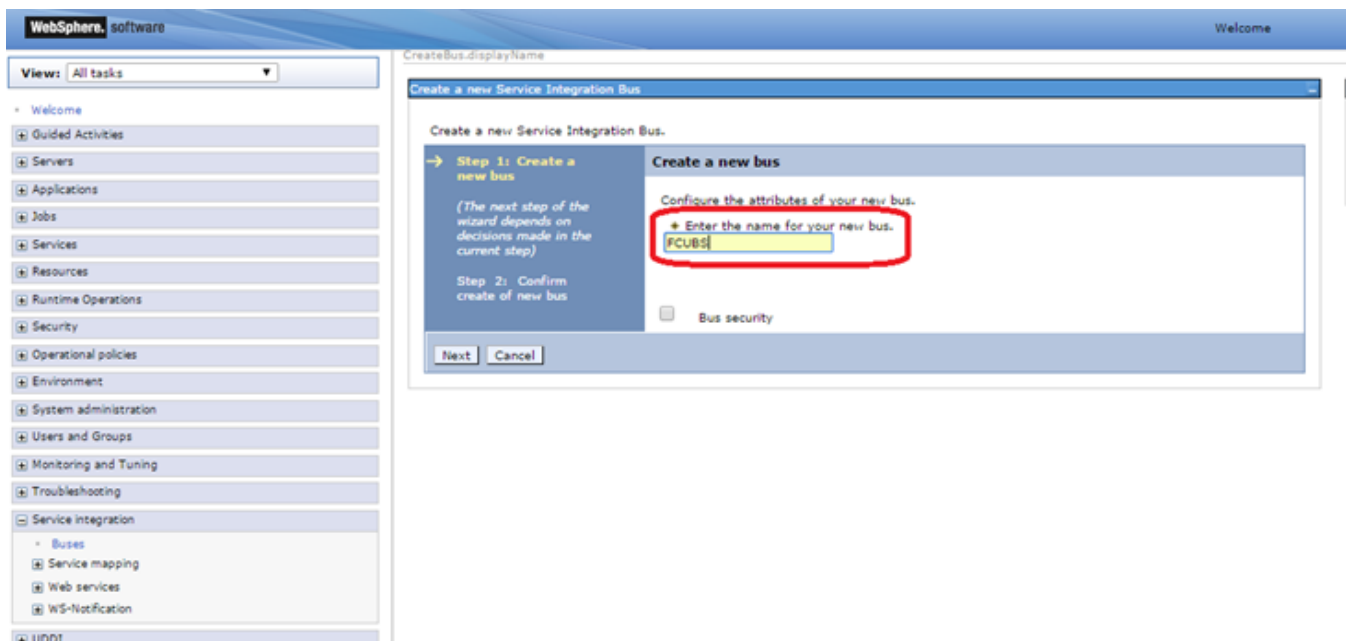 WebSphere. software
Welcome
View: All tasks
Welcome
Guided Activities
Servers
Applications
Jobs
Services
Resources
Runtime Operations
Security
Operational policies
Environment
System administration
Users and Groups
Monitoring and Tuning
Troubleshooting
Service integration
Buses
Service mapping
Web services
WS-Notification
UDDI
CreateBus.displayName
Create a new Service Integration Bus
Create a new Service Integration Bus.
Step 1: Create a
new bus
(The next step of the
wizard depends on
decisions made in the
current step)
Step 2: Confirm
create of new bus
Create a new bus
Configure the attributes of your new bus.
Enter the name for your new bus.
FCUBS
Bus security
Next
Cancel